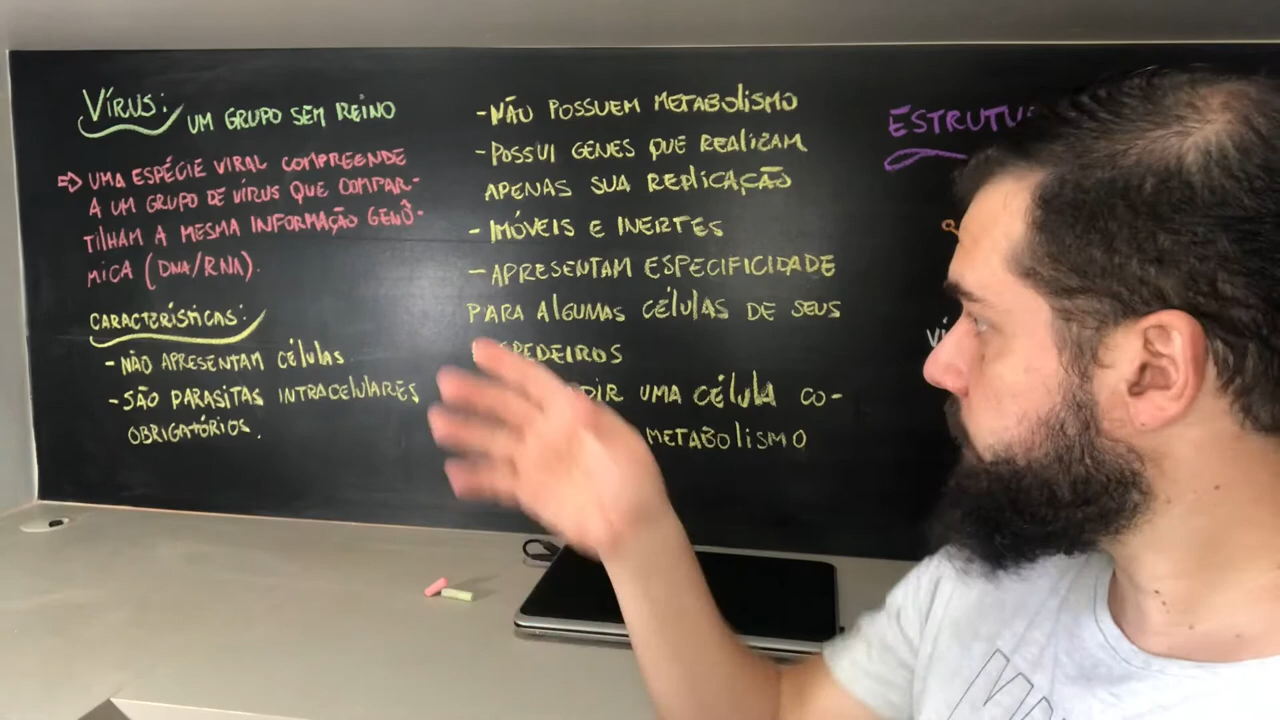 VÍRUS: UM GRUPO SEM REINO
⇒ UMA ESPÉCIE VIRAL COMPREENDE
A UM GRUPO DE VÍRUS QUE COMPAR-
TILHAM A MESMA INFORMAÇÃO GENÔ-
MICA (DNA/RNA).
CARACTERÍSTICAS:
- NÃO APRESENTAM CÉLULAS
- SÃO PARASITAS INTRACELULARES
OBRIGATÓRIOS.
- NÃO POSSUEM METABOLISMO
- POSSUI GENES QUE REALIZAM
APENAS SUA REPLICAÇÃO
- IMÓVEIS E INERTES
- APRESENTAM ESPECIFICIDADE
PARA ALGUMAS CÉLULAS DE SEUS
UMA CÉLULA CO-
METABOLISMO